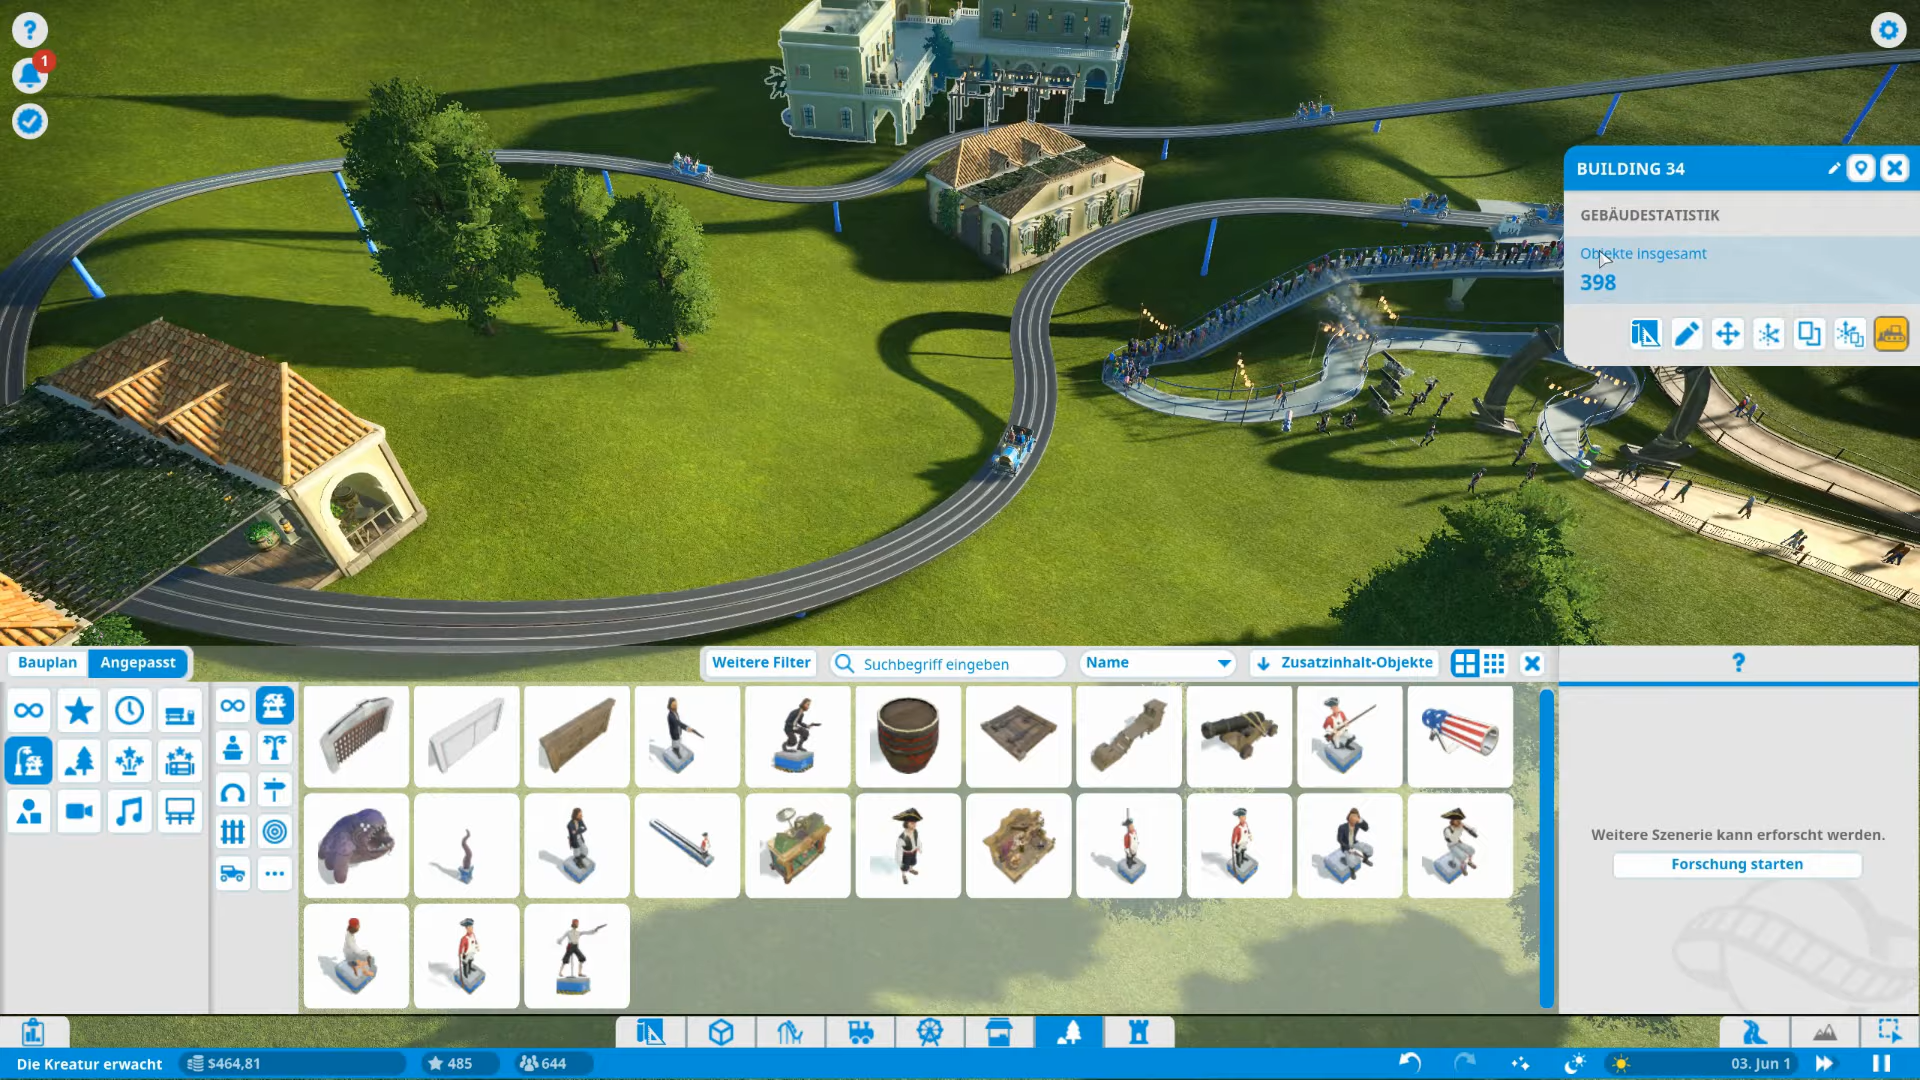 ?
1
BUILDING 34
GEBÄUDESTATISTIK
Objekte insgesamt
398
Bauplan
Angepasst
Weitere Filter
Suchbegriff eingeben
Name
Zusatzinhalt-Objekte
?
Weitere Szenerie kann erforscht werden.
Forschung starten
Die Kreatur erwacht
$464,81
485
644
03. Jun 1